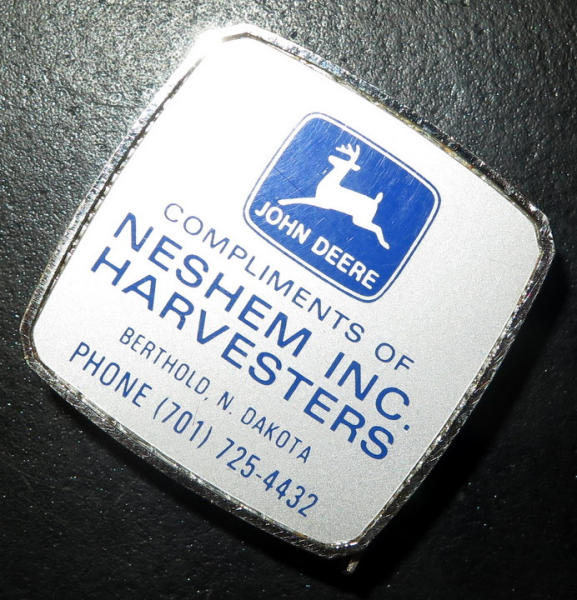 JOHN DEERE
COMPLIMENTS OF
NESHEM INC.
HARVESTERS
BERTHOLD, N. DAKOTA
PHONE (701) 725-4432